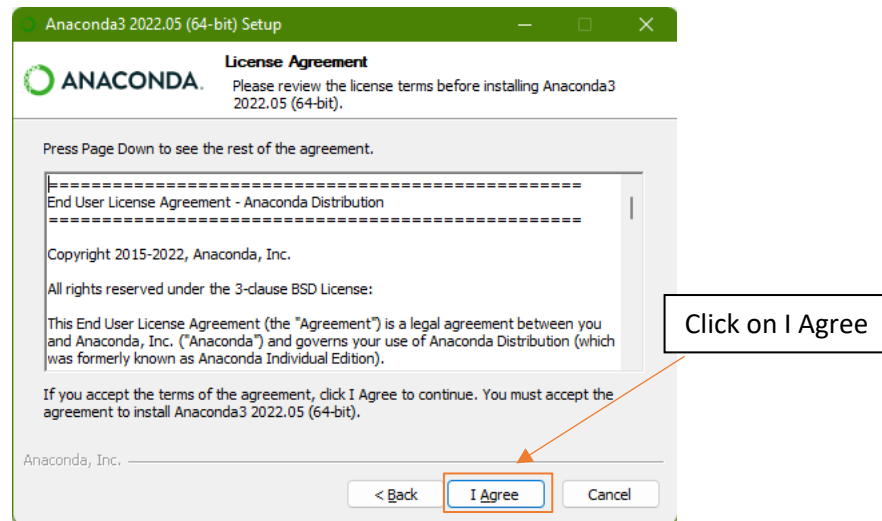 Anaconda3 2022.05 (64-bit) Setup
ANACONDA.
License Agreement
Please review the license terms before installing Anaconda3
2022.05 (64-bit).
Press Page Down to see the rest of the agreement.
====================================================
End User License Agreement - Anaconda Distribution
====================================================
Copyright 2015-2022, Anaconda, Inc.
All rights reserved under the 3-clause BSD License:
This End User License Agreement (the "Agreement") is a legal agreement between you
and Anaconda, Inc. ("Anaconda") and governs your use of Anaconda Distribution (which
was formerly known as Anaconda Individual Edition).
Click on I Agree
If you accept the terms of the agreement, click I Agree to continue. You must accept the
agreement to install Anaconda3 2022.05 (64-bit).
Anaconda, Inc.
< Back
I Agree
Cancel